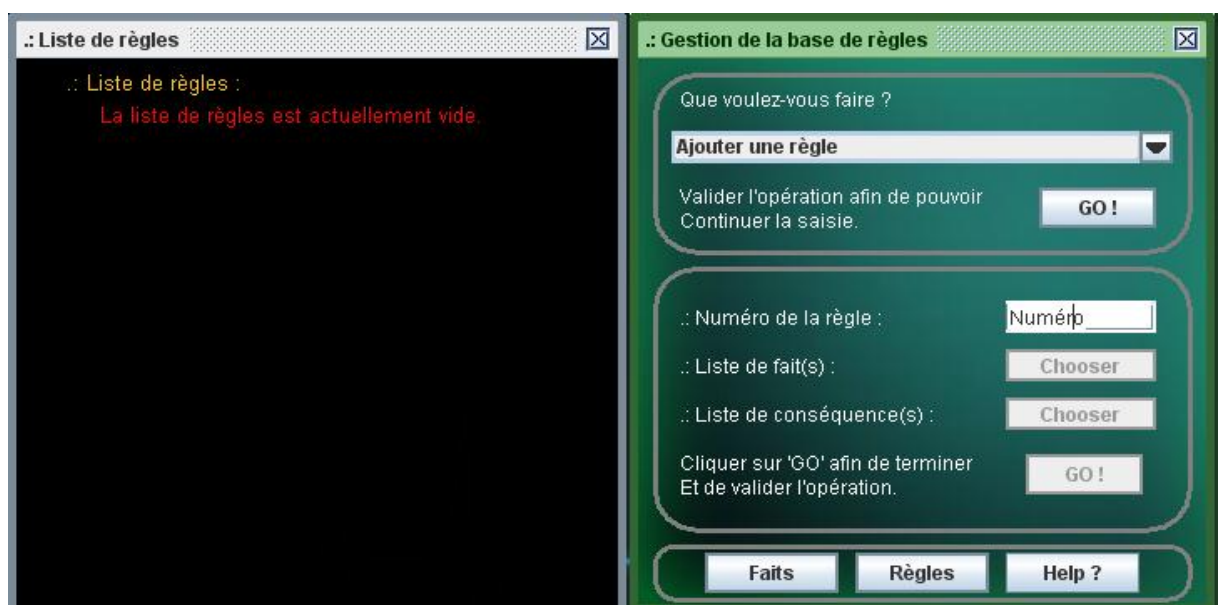 .: Liste de règles
.: Liste de règles :
La liste de règles est actuellement vide.
.: Gestion de la base de règles
Que voulez-vous faire ?
Ajouter une règle
Valider l'opération afin de pouvoir
Continuer la saisie.
GO !
.: Numéro de la règle :
Numéro
.: Liste de fait(s) :
Chooser
.: Liste de conséquence(s) :
Chooser
Cliquer sur 'GO' afin de terminer
Et de valider l'opération.
GO !
Faits
Règles
Help ?